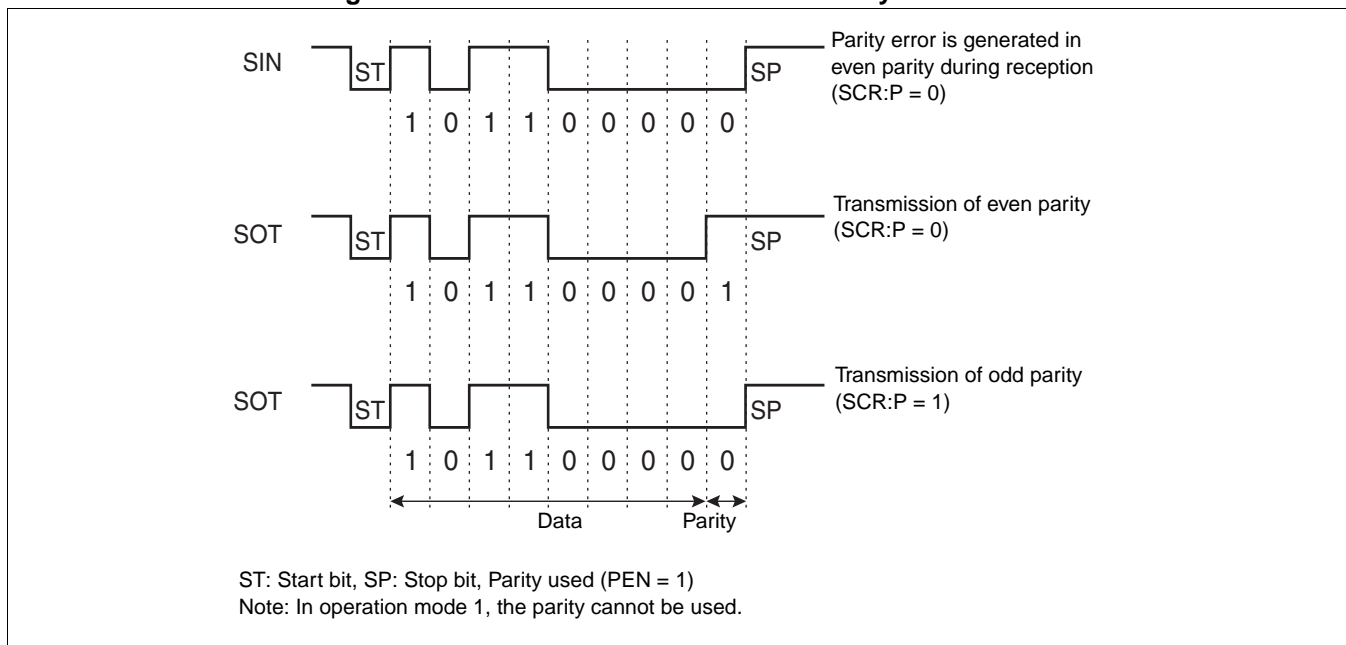 SIN
ST
SP
Parity error is generated in
even parity during reception
(SCR:P = 0)
1 0 1 1 0 0 0 0 0
SOT
ST
SP
Transmission of even parity
(SCR:P = 0)
1 0 1 1 0 0 0 0 1
SOT
ST
SP
Transmission of odd parity
(SCR:P = 1)
1 0 1 1 0 0 0 0 0
Data
Parity
ST: Start bit, SP: Stop bit, Parity used (PEN = 1)
Note: In operation mode 1, the parity cannot be used.